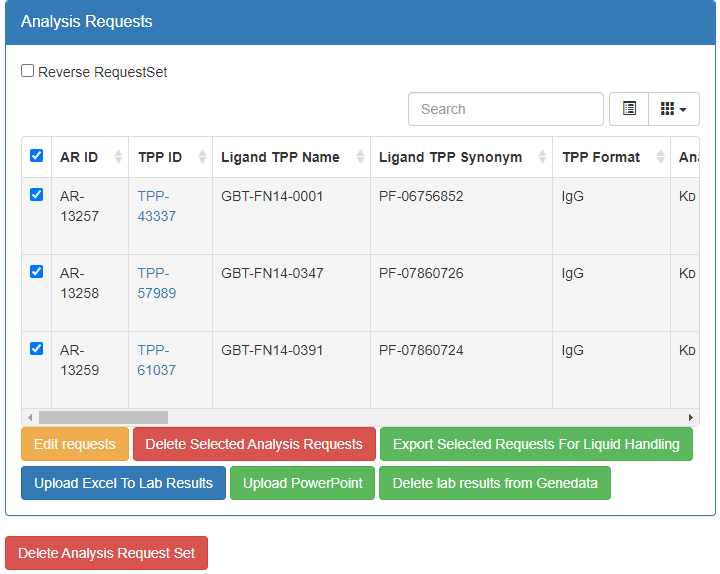 Analysis Requests
Reverse RequestSet
Search
AR ID TPP ID Ligand TPP Name Ligand TPP Synonym TPP Format Ana
AR- TPP- GBT-FN14-0001 PF-06756852 IgG KD
13257 43337
AR- TPP- GBT-FN14-0347 PF-07860726 IgG KD
13258 57989
AR- TPP- GBT-FN14-0391 PF-07860724 IgG KD
13259 61037
Edit requests Delete Selected Analysis Requests Export Selected Requests For Liquid Handling
Upload Excel To Lab Results Upload PowerPoint Delete lab results from Genedata
Delete Analysis Request Set